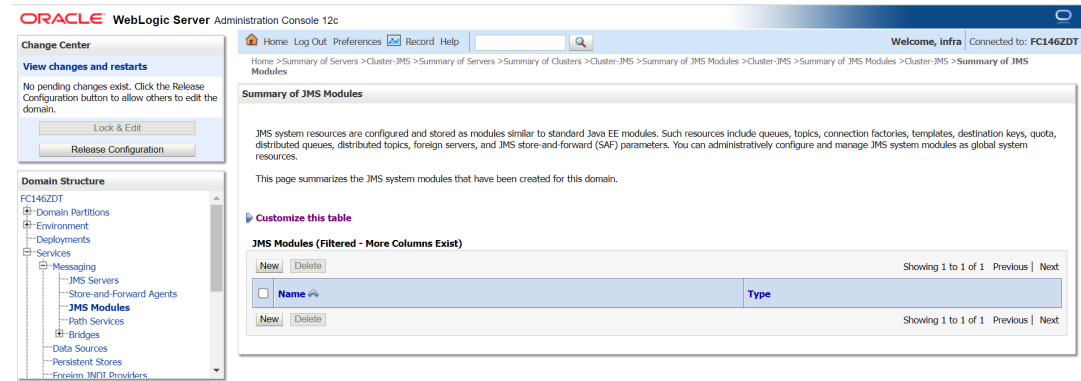 ORACLE WebLogic Server Administration Console 12c
Change Center
View changes and restarts
No pending changes exist. Click the Release
Configuration button to allow others to edit the
domain.
Lock & Edit
Release Configuration
Domain Structure
FC146ZDT
Domain Partitions
Environment
Deployments
Services
Messaging
JMS Servers
Store-and-Forward Agents
JMS Modules
Path Services
Bridges
Data Sources
Persistent Stores
Foreign JNDI Providers
Home Log Out Preferences Record Help
Welcome, infra Connected to: FC146ZDT
Home >Summary of Servers >Cluster-JMS >Summary of Servers >Summary of Clusters >Cluster-JMS >Summary of JMS Modules >Cluster-JMS >Summary of JMS Modules >Cluster-JMS >Summary of JMS
Modules
Summary of JMS Modules
JMS system resources are configured and stored as modules similar to standard Java EE modules. Such resources include queues, topics, connection factories, templates, destination keys, quota,
distributed queues, distributed topics, foreign servers, and JMS store-and-forward (SAF) parameters. You can administratively configure and manage JMS system modules as global system
resources.
This page summarizes the JMS system modules that have been created for this domain.
Customize this table
JMS Modules (Filtered - More Columns Exist)
New Delete Showing 1 to 1 of 1 Previous | Next
Name Type
New Delete Showing 1 to 1 of 1 Previous | Next